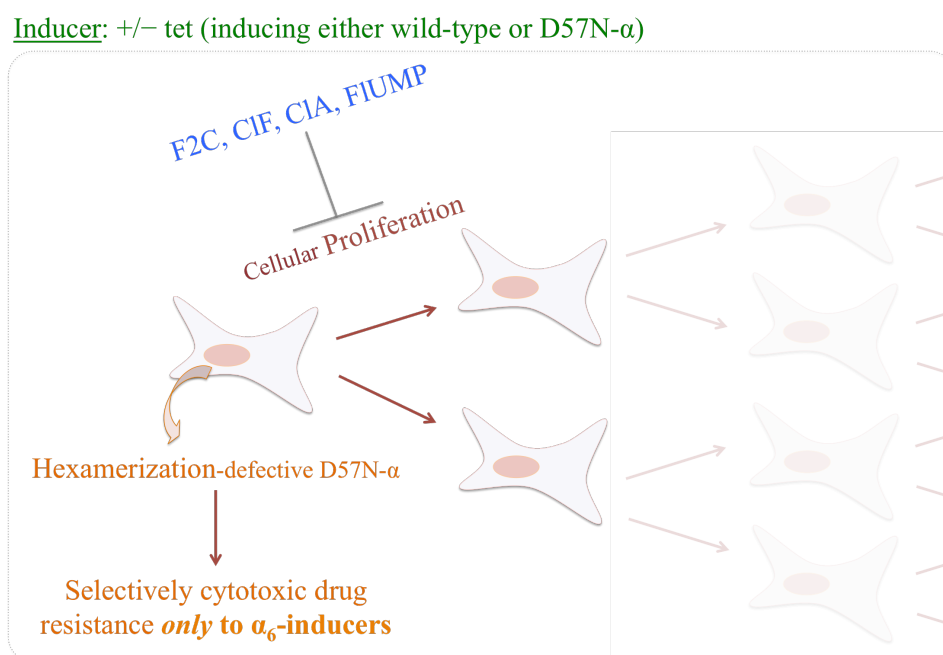 Inducer: +/− tet (inducing either wild-type or D57N-α)
F2C, ClF, ClA, FlUMP
Cellular Proliferation
Hexamerization-defective D57N-α
Selectively cytotoxic drug
resistance only to α₆-inducers